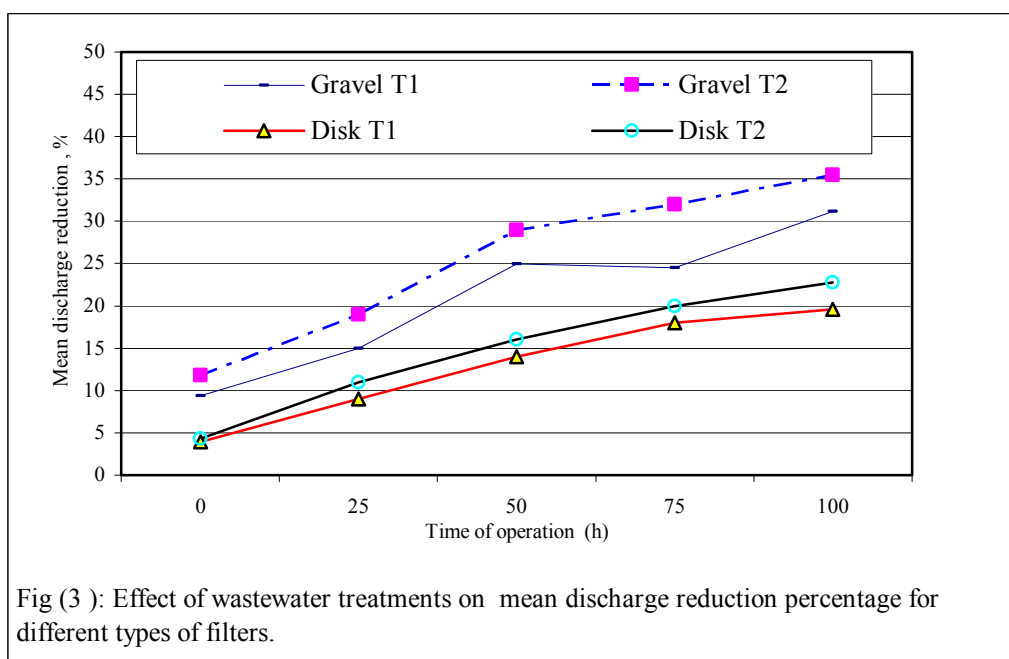 50
45
40
35
30
25
20
15
10
5
0
Mean discharge reduction , %
Gravel T1
Gravel T2
Disk T1
Disk T2
0 25 50 75 100
Time of operation (h)
Fig (3 ): Effect of wastewater treatments on mean discharge reduction percentage for
different types of filters.